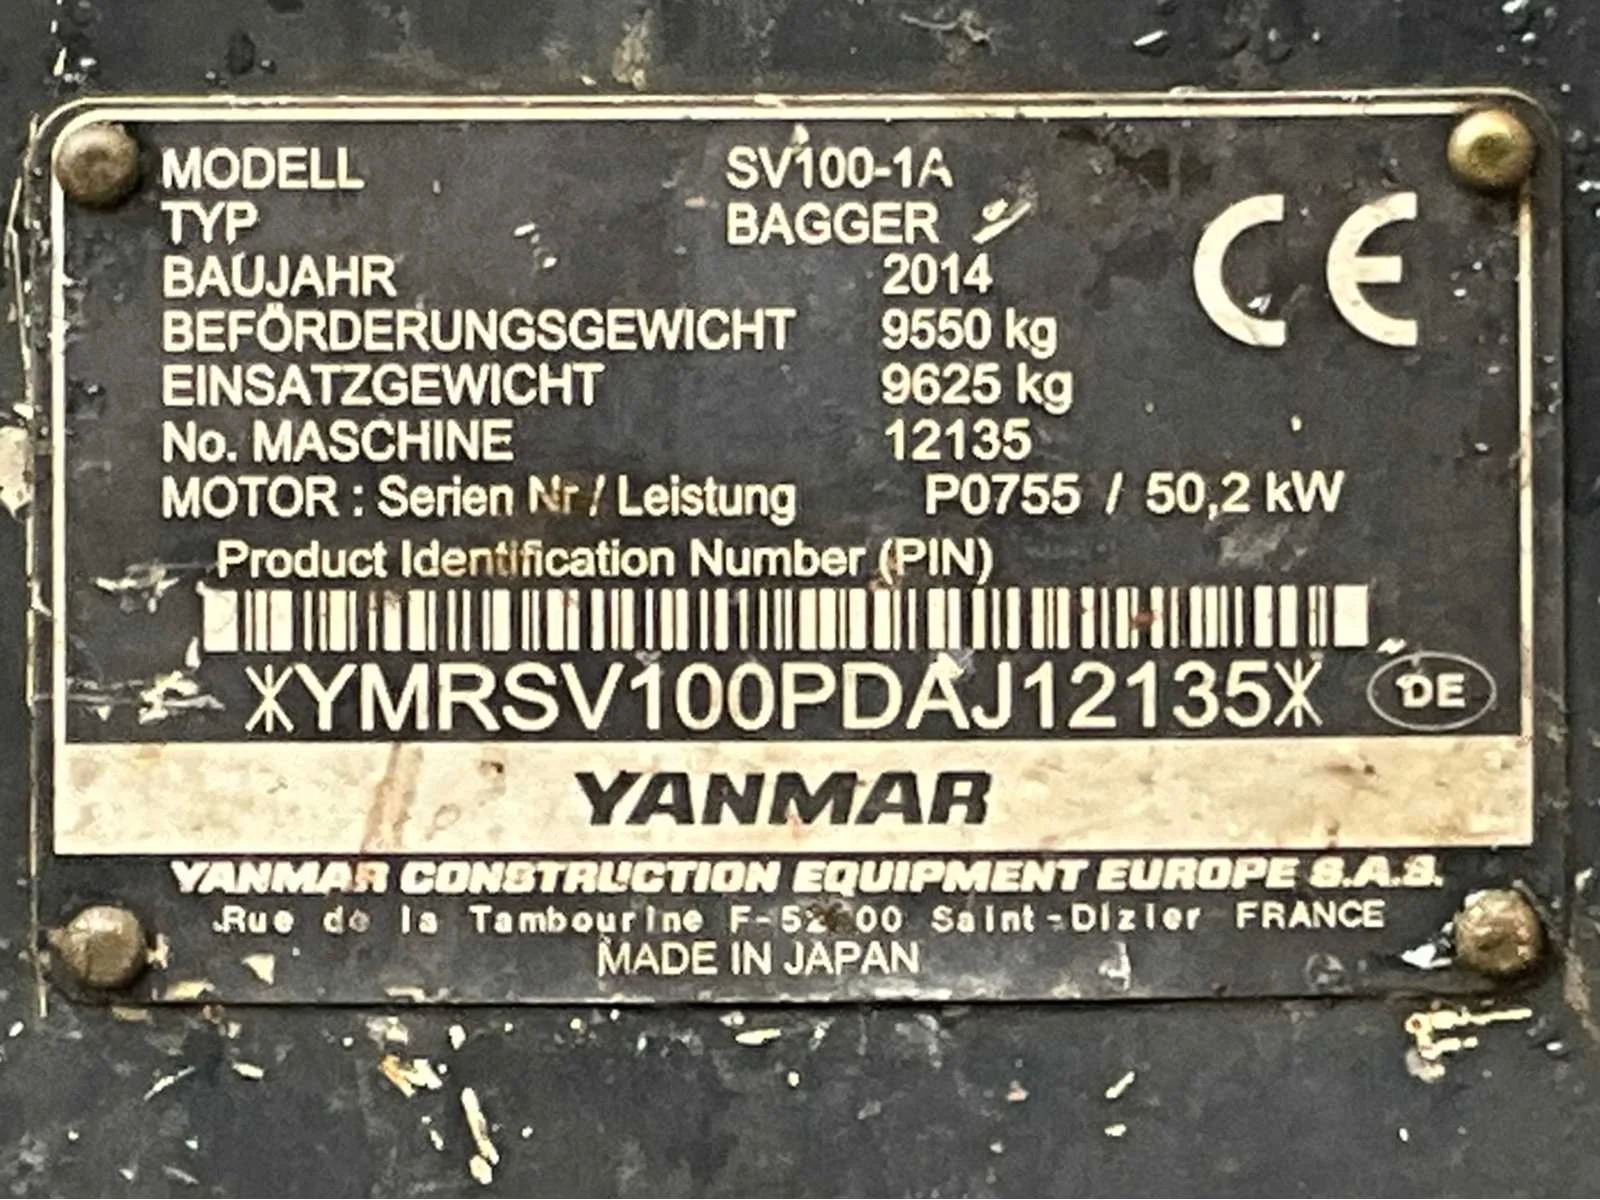 MODELL SV100-1A
TYP BAGGER
BAUJAHR 2014
BEFÖRDERUNGSGEWICHT 9550 kg
EINSATZGEWICHT 9625 kg
No. MASCHINE 12135
MOTOR : Serien Nr / Leistung P0755 / 50,2 kW
CE
Product Identification Number (PIN)
*YMRSV100PDAJ12135*
DE
YANMAR
YANMAR CONSTRUCTION EQUIPMENT EUROPE S.A.S.
Rue de la Tambourine Saint-Dizier FRANCE
MADE IN JAPAN